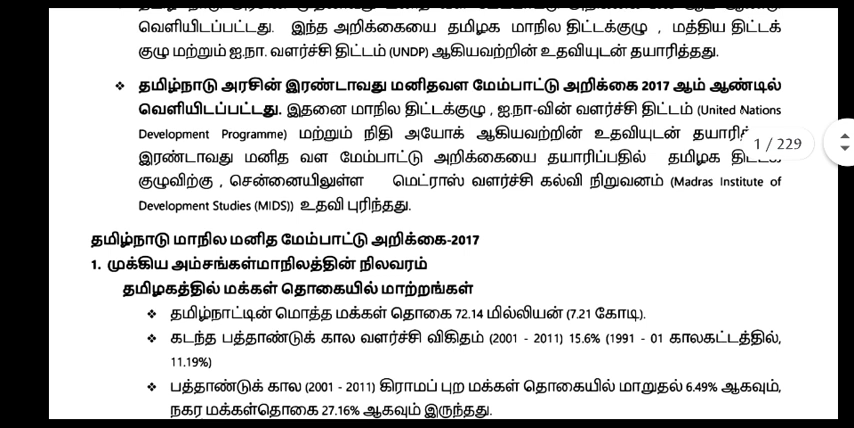 வெளியிடப்பட்டது. இந்த அறிக்கையை தமிழக மாநில திட்டக்குழு , மத்திய திட்டக்
குழு மற்றும் ஐ.நா. வளர்ச்சி திட்டம் (UNDP) ஆகியவற்றின் உதவியுடன் தயாரித்தது.
❖ தமிழ்நாடு அரசின் இரண்டாவது மனிதவள மேம்பாட்டு அறிக்கை 2017 ஆம் ஆண்டில்
வெளியிடப்பட்டது. இதனை மாநில திட்டக்குழு , ஐ.நா-வின் வளர்ச்சி திட்டம் (United Nations
Development Programme) மற்றும் நிதி அயோக் ஆகியவற்றின் உதவியுடன்
1 / 229
இரண்டாவது மனித வள மேம்பாட்டு அறிக்கையை தயாரிப்பதில் தமிழக
குழுவிற்கு , சென்னையிலுள்ள மெட்ராஸ் வளர்ச்சி கல்வி நிறுவனம் (Madras Institute of
Development Studies (MIDS)) உதவி புரிந்தது.
தமிழ்நாடு மாநில மனித மேம்பாட்டு அறிக்கை-2017
1. முக்கிய அம்சங்கள்மாநிலத்தின் நிலவரம்
தமிழகத்தில் மக்கள் தொகையில் மாற்றங்கள்
❖ தமிழ்நாட்டின் மொத்த மக்கள் தொகை 72.14 மில்லியன் (7.21 கோடி).
❖ கடந்த பத்தாண்டுக் கால வளர்ச்சி விகிதம் (2001 - 2011) 15.6% (1991 - 01 காலகட்டத்தில்,
11.19%)
❖ பத்தாண்டுக் கால (2001 - 2011) கிராமப் புற மக்கள் தொகையில் மாறுதல் 6.49% ஆகவும்,
நகர மக்கள்தொகை 27.16% ஆகவும் இருந்தது.